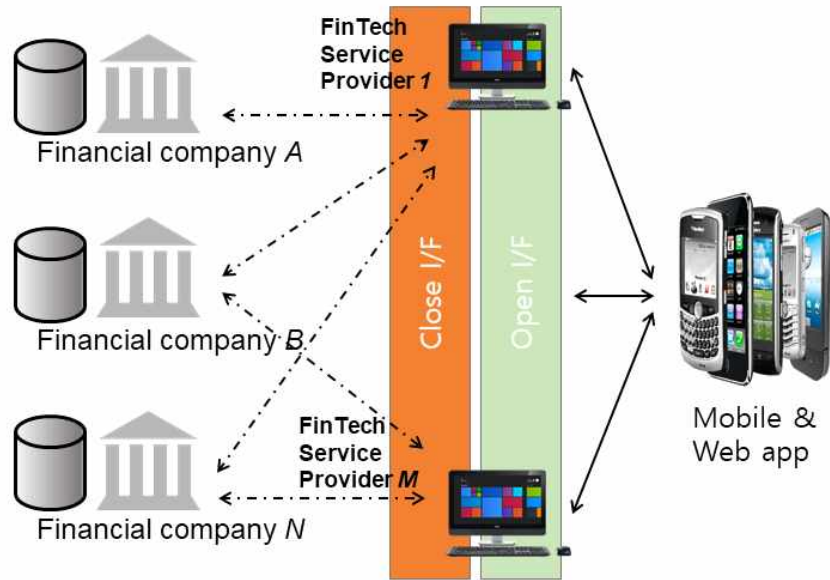 FinTech
Service
Provider 1
Financial company A
Close I/F
Open I/F
Financial company B
Mobile &
Web app
FinTech
Service
Provider M
Financial company N